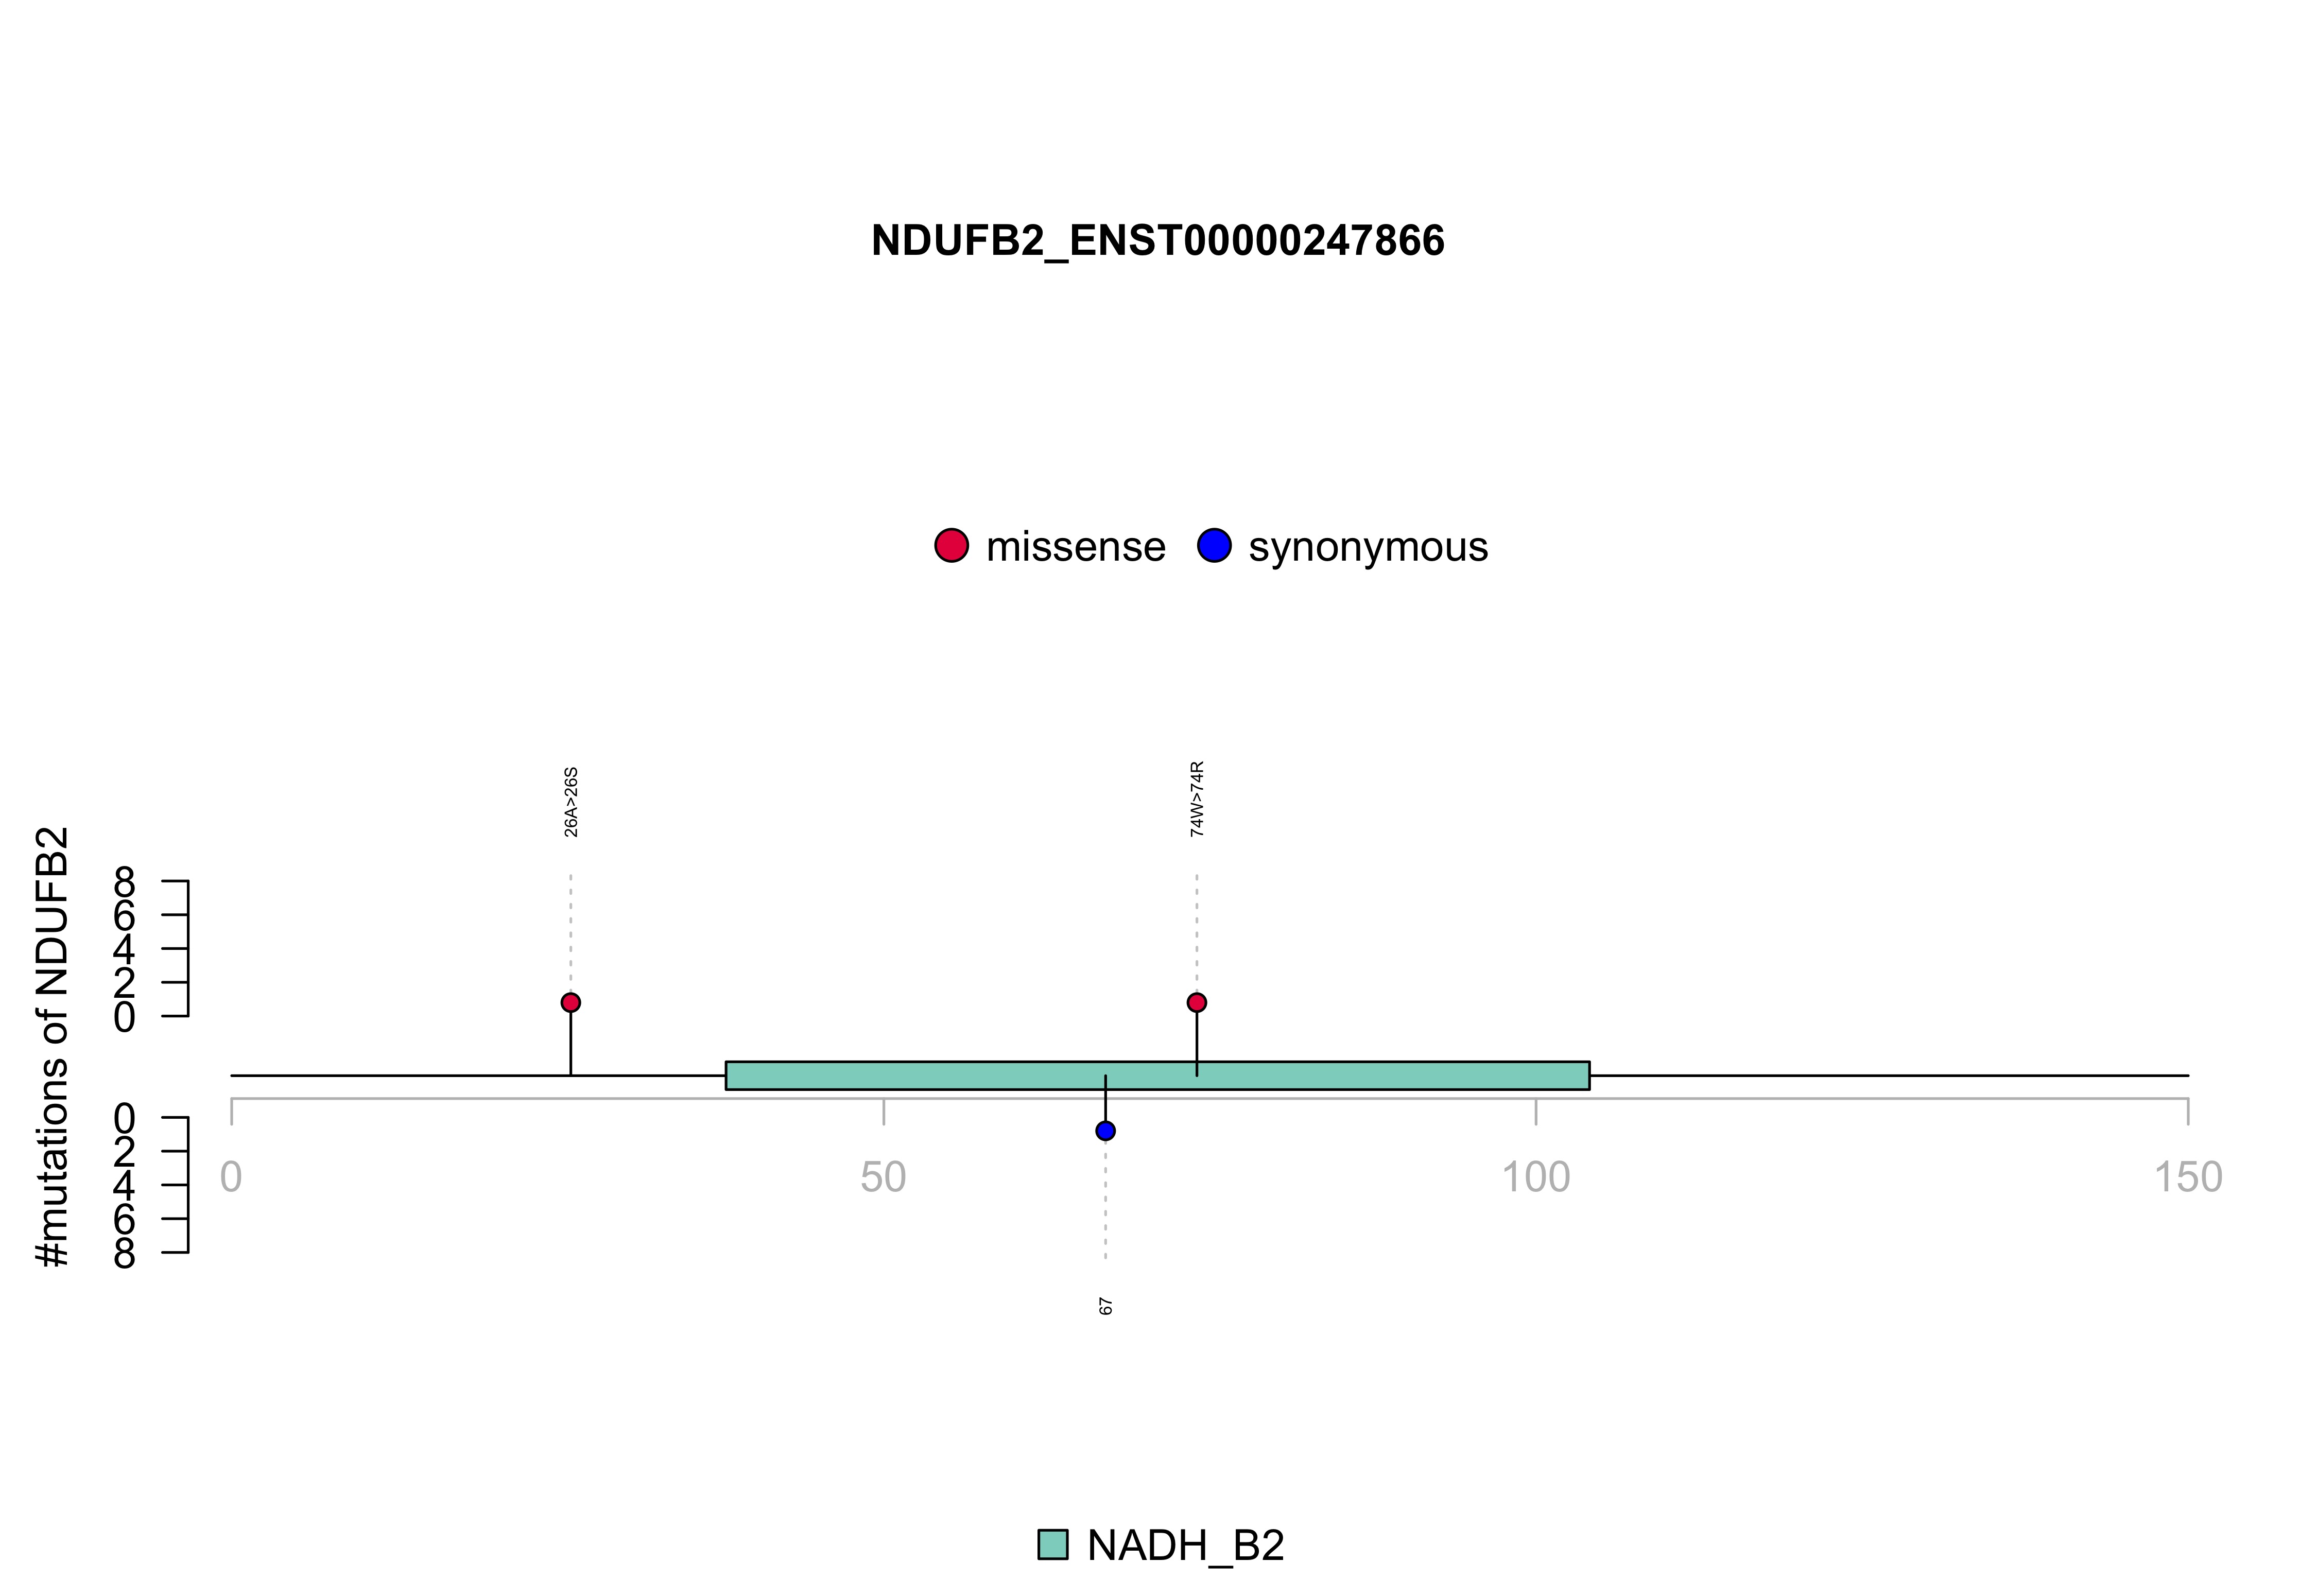 NDUFB2_ENST00000247866
missense synonymous
26A>26S
74W>74R
#mutations of NDUFB2
8
6
4
2
0
0
2
4
6
8
0 50 100 150
67
NADH_B2